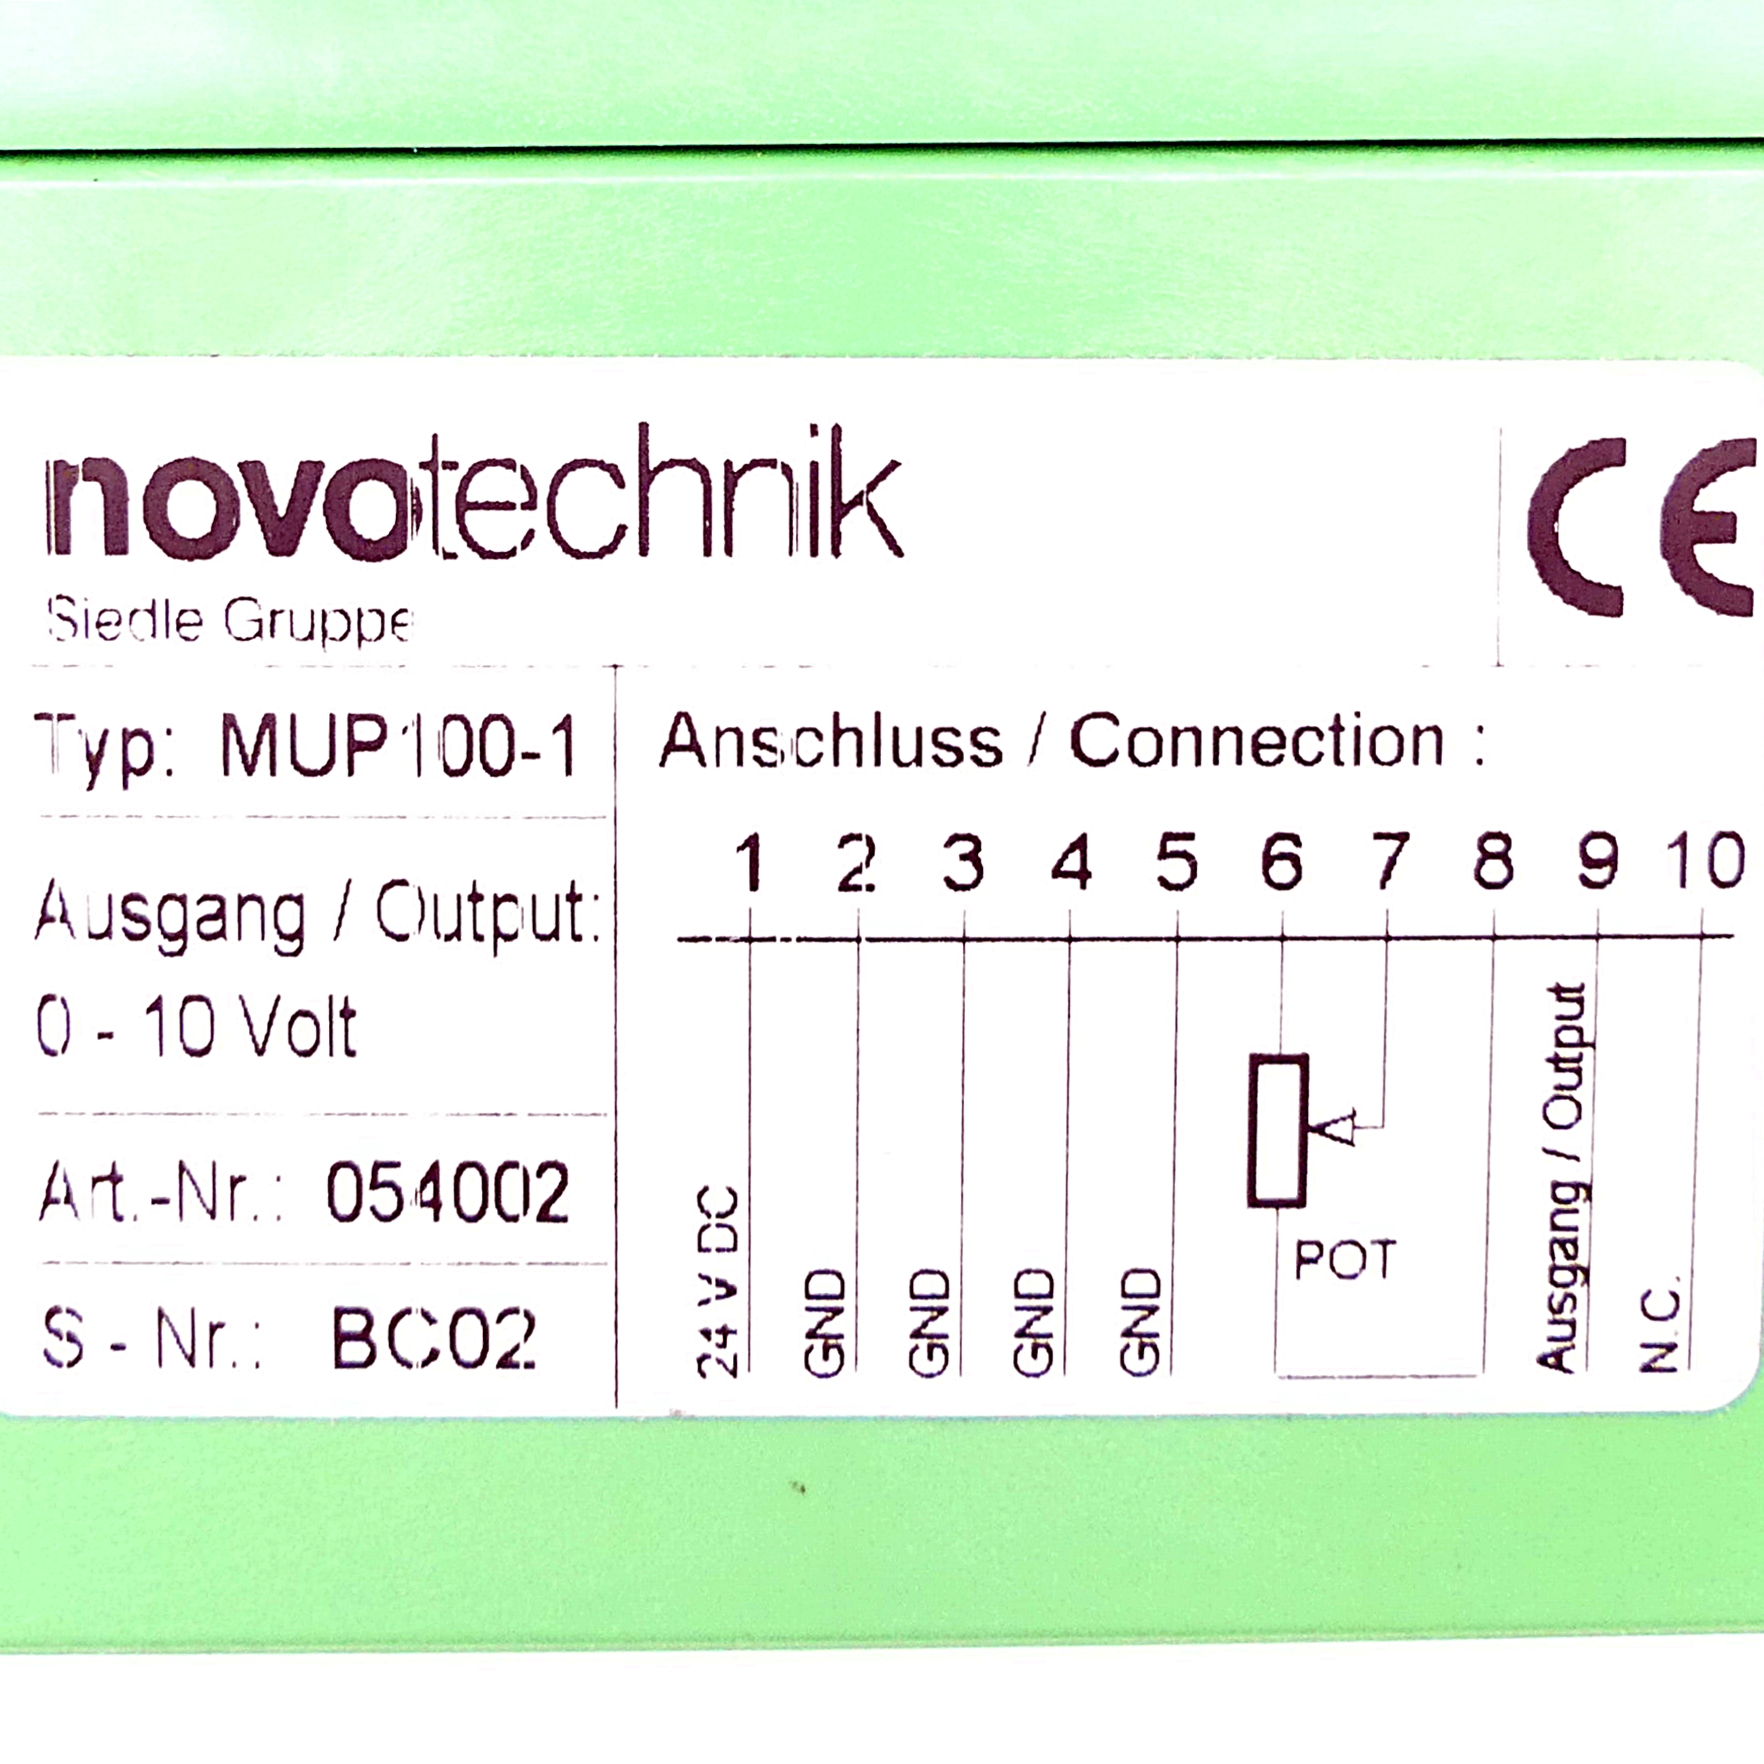 novotechnik
Siedle Gruppe
CE
Typ: MUP100-1
Ausgang / Output:
0 - 10 Volt
Art.-Nr.: 054002
S - Nr.: BC02
Anschluss / Connection :
1 2 3 4 5 6 7 8 9 10
24 V DC
GND
GND
GND
GND
POT
Ausgang / Output
N.C.